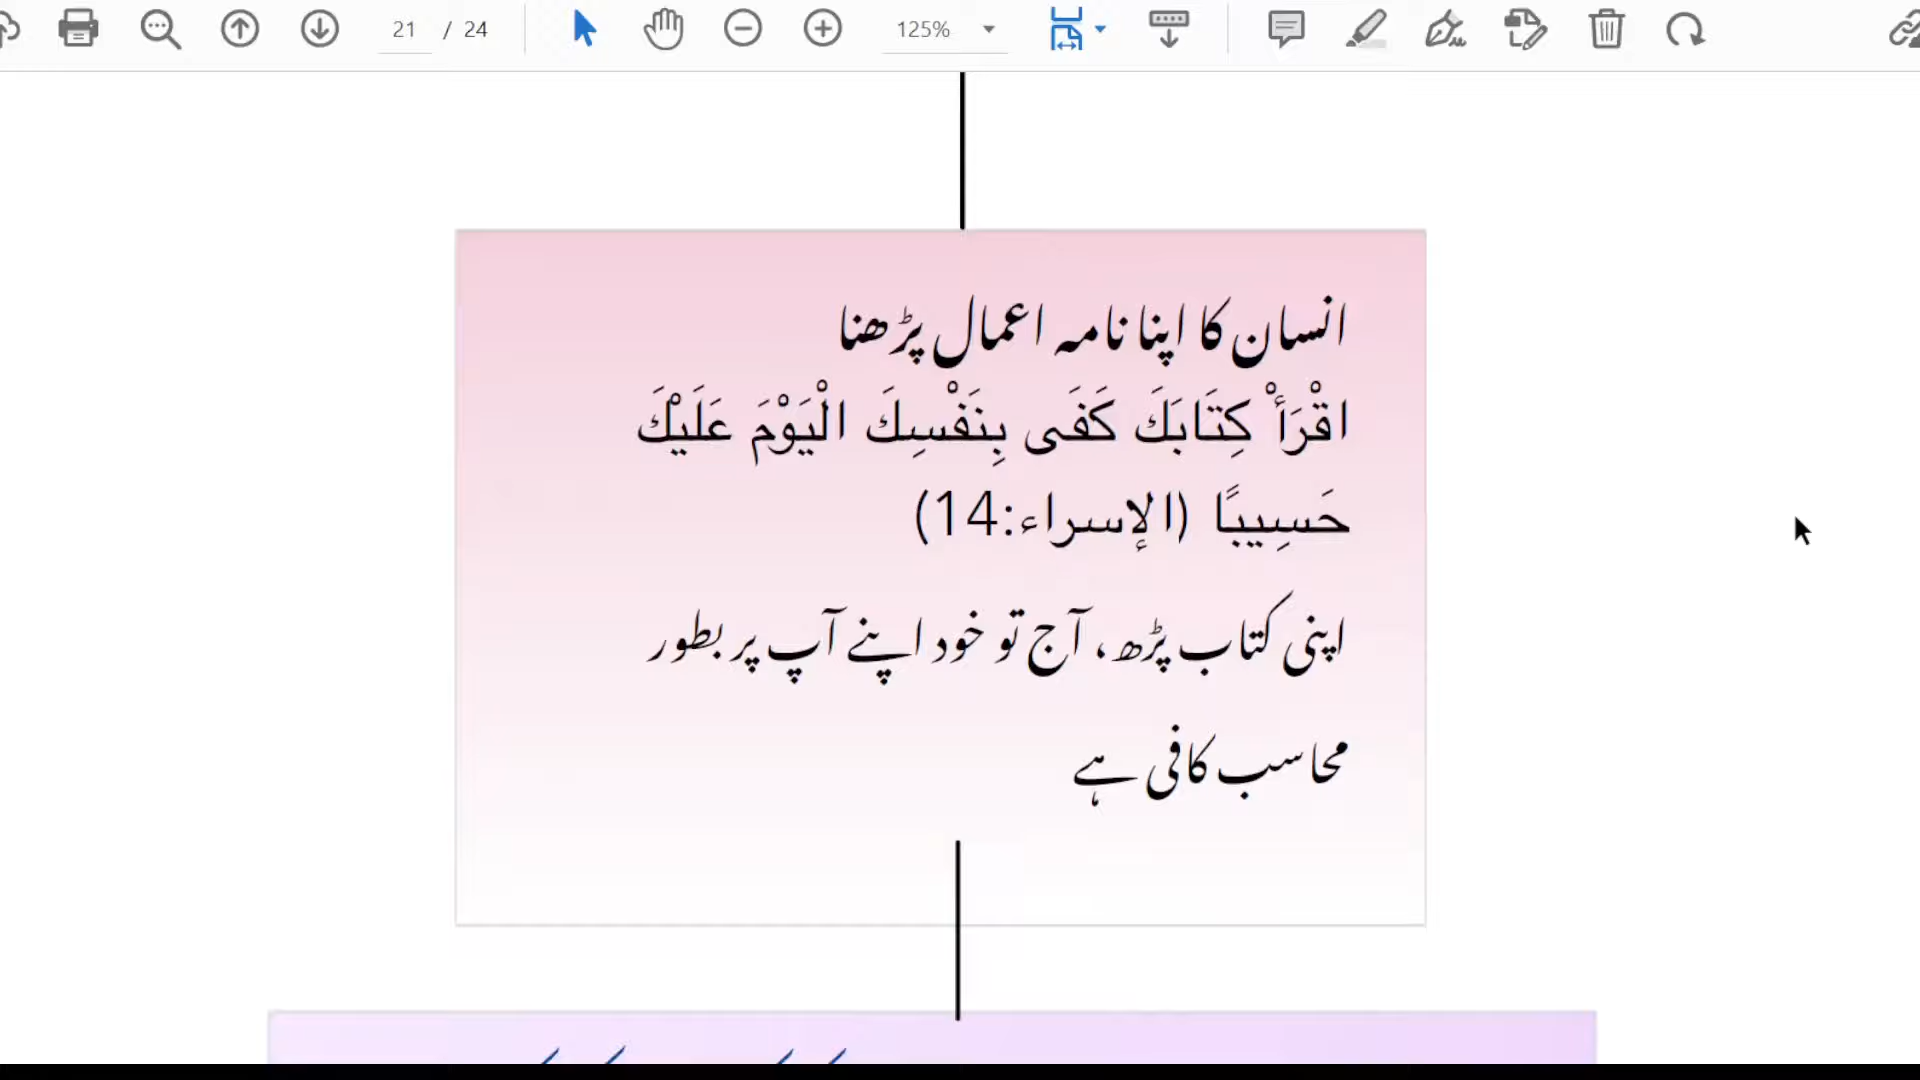 21 / 24
125%
انسان کا اپنا نامہ اعمال پڑھنا
اقْرَأْ كِتَابَكَ كَفَى بِنَفْسِكَ الْيَوْمَ عَلَيْكَ
حَسِيبًا (الإسراء:14)
اپنی کتاب پڑھ، آج تو خود اپنے آپ پر بطور
محاسب کافی ہے